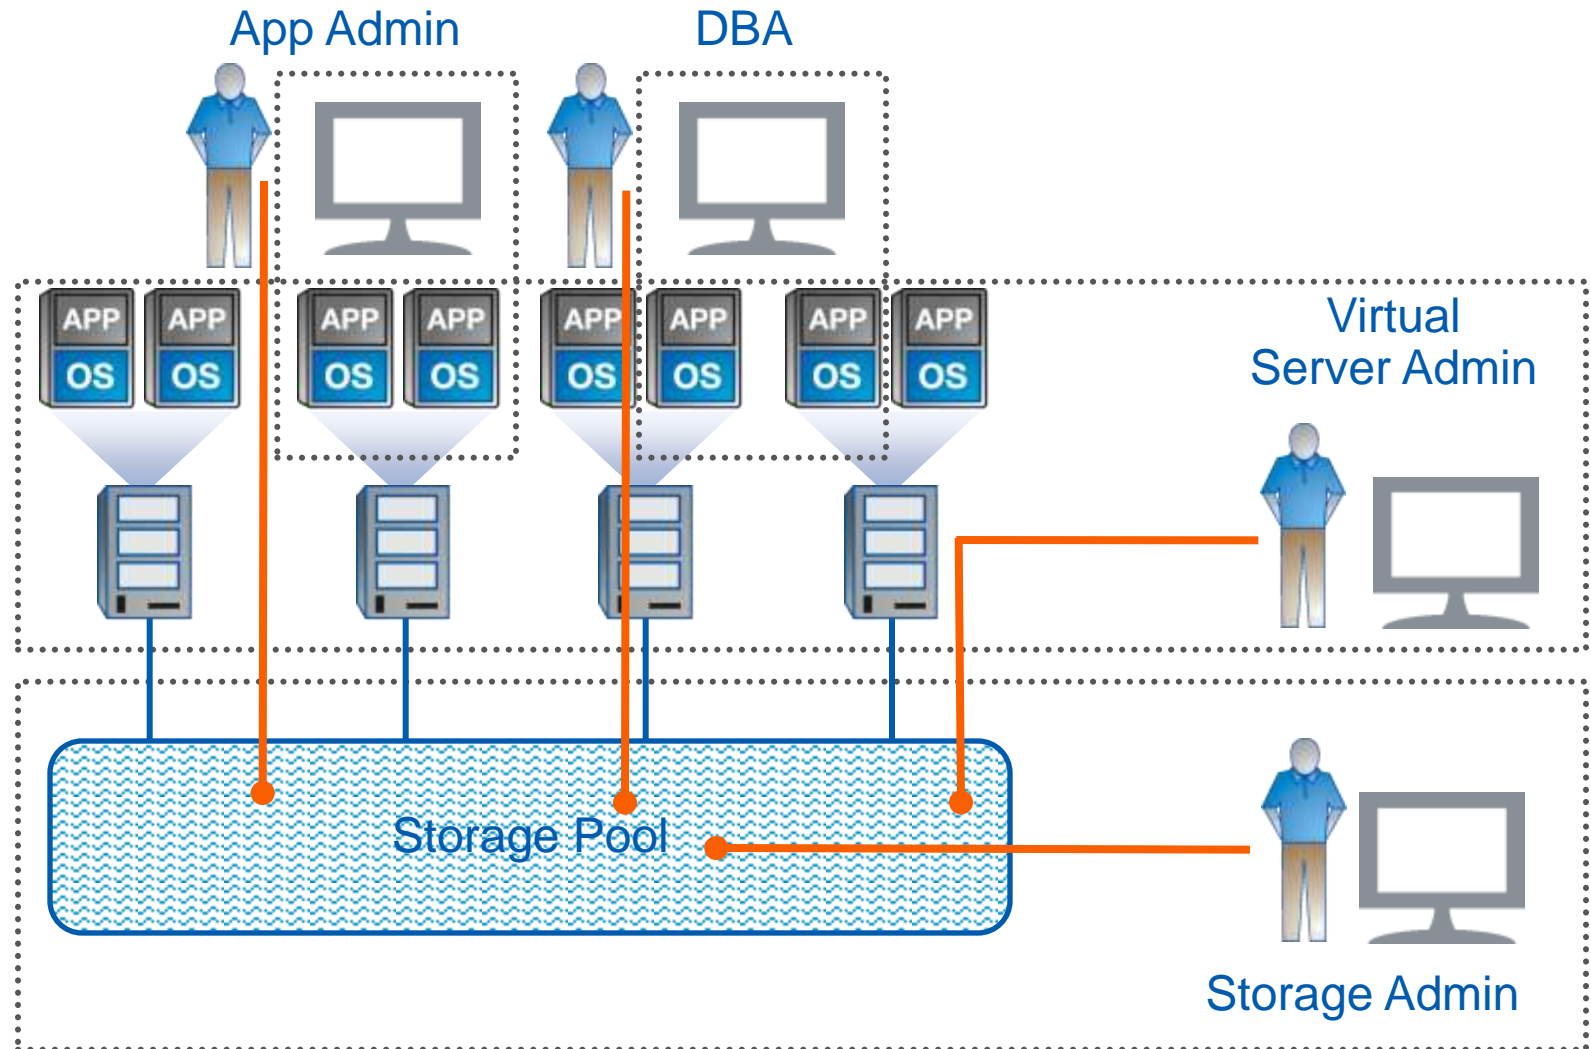 App Admin
DBA
APP APP APP APP APP APP APP APP
OS OS OS OS OS OS OS OS
Virtual
Server Admin
Storage Pool
Storage Admin